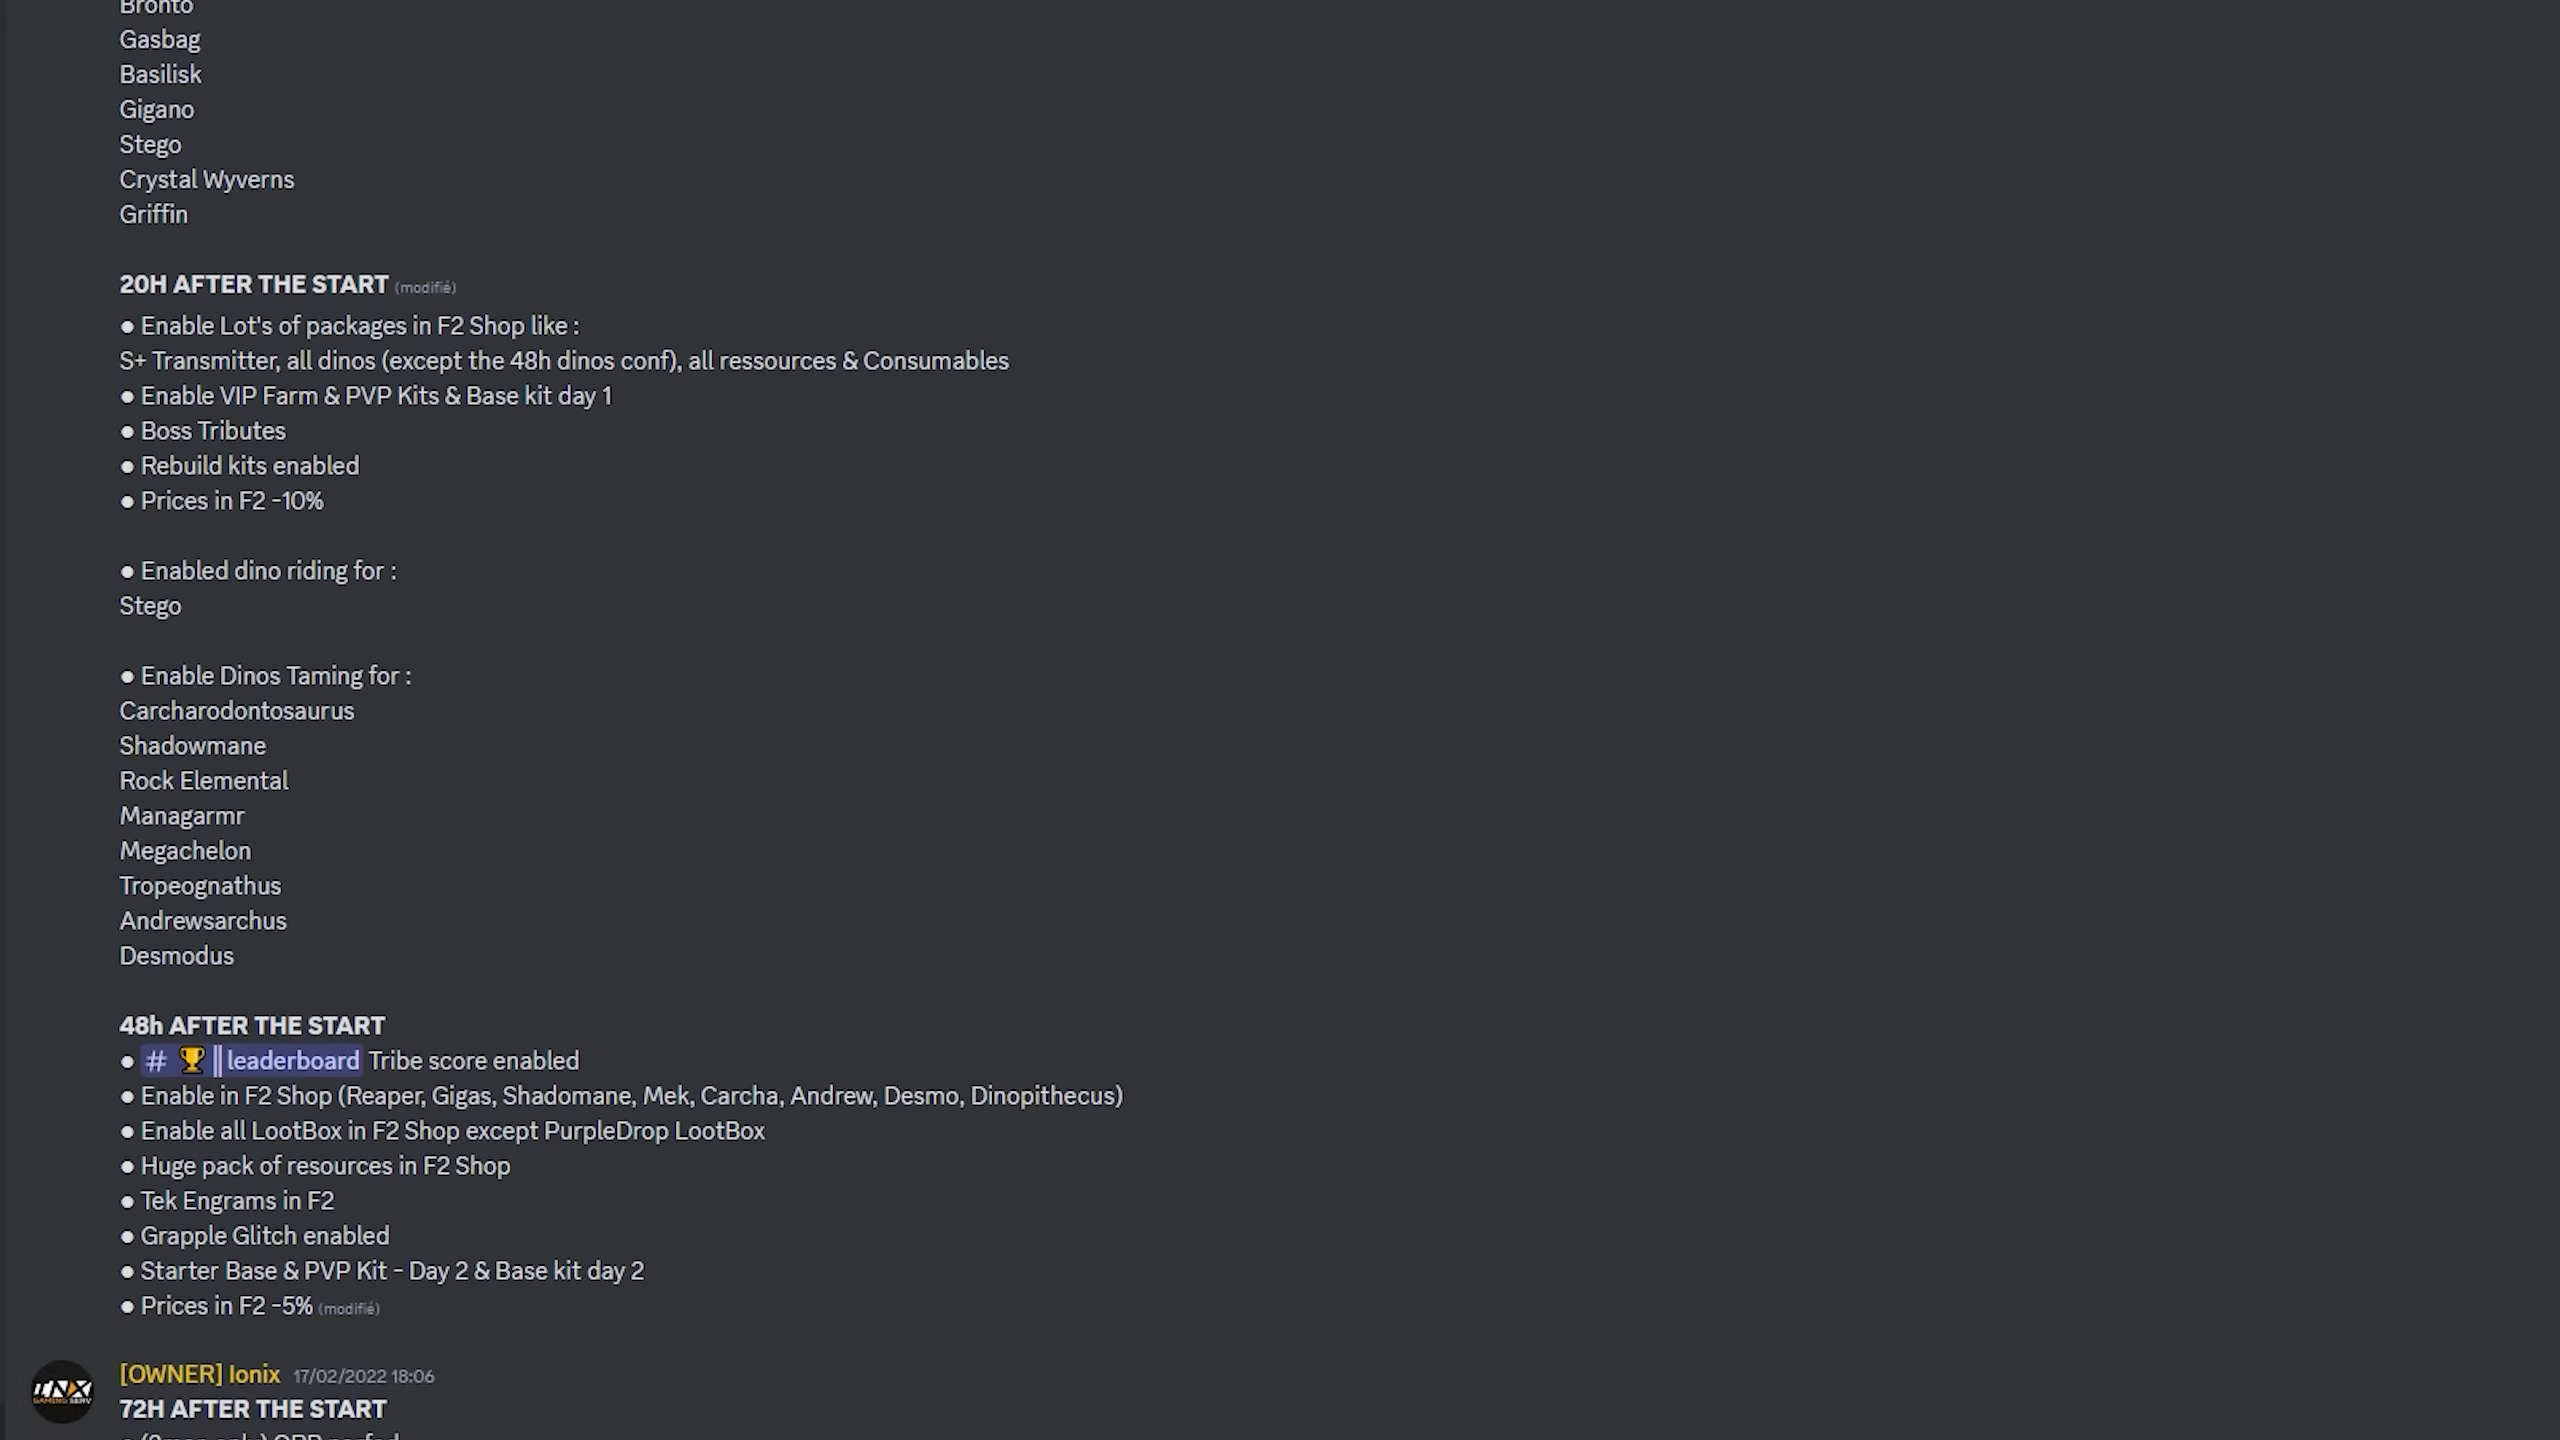 Bronto
Gasbag
Basilisk
Gigano
Stego
Crystal Wyverns
Griffin
20H AFTER THE START (modifié)
● Enable Lot's of packages in F2 Shop like :
S+ Transmitter, all dinos (except the 48h dinos conf), all ressources & Consumables
● Enable VIP Farm & PVP Kits & Base kit day 1
● Boss Tributes
● Rebuild kits enabled
● Prices in F2 -10%
● Enabled dino riding for :
Stego
● Enable Dinos Taming for :
Carcharodontosaurus
Shadowmane
Rock Elemental
Managarmr
Megachelon
Tropeognathus
Andrewsarchus
Desmodus
48h AFTER THE START
● # 🏆║leaderboard Tribe score enabled
● Enable in F2 Shop (Reaper, Gigas, Shadomane, Mek, Carcha, Andrew, Desmo, Dinopithecus)
● Enable all LootBox in F2 Shop except PurpleDrop LootBox
● Huge pack of resources in F2 Shop
● Tek Engrams in F2
● Grapple Glitch enabled
● Starter Base & PVP Kit - Day 2 & Base kit day 2
● Prices in F2 -5% (modifié)
[OWNER] Ionix 17/02/2022 18:06
72H AFTER THE START